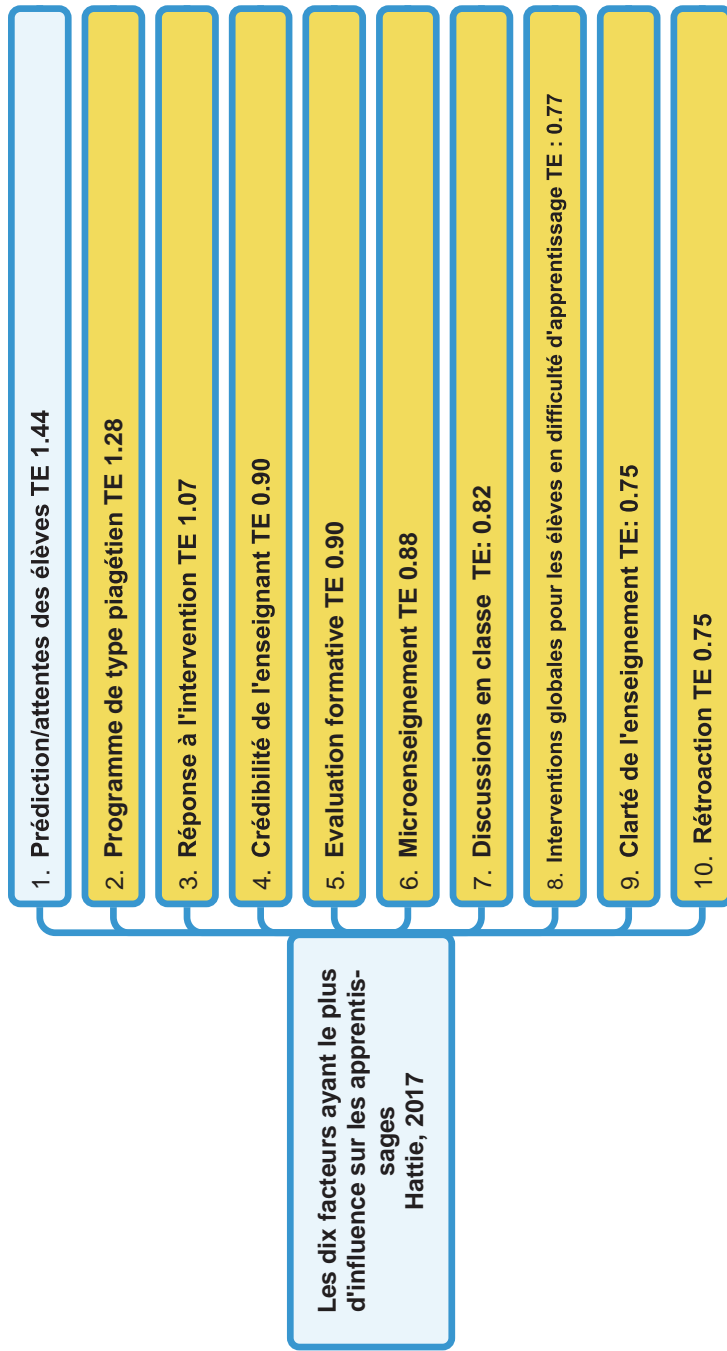 Les dix facteurs ayant le plus
d'influence sur les apprentis-
sages
Hattie, 2017
1. Prédiction/attentes des élèves TE 1.44
2. Programme de type piagétien TE 1.28
3. Réponse à l'intervention TE 1.07
4. Crédibilité de l'enseignant TE 0.90
5. Evaluation formative TE 0.90
6. Microenseignement TE 0.88
7. Discussions en classe TE: 0.82
8. Interventions globales pour les élèves en difficulté d'apprentissage TE : 0.77
9. Clarté de l'enseignement TE: 0.75
10. Rétroaction TE 0.75